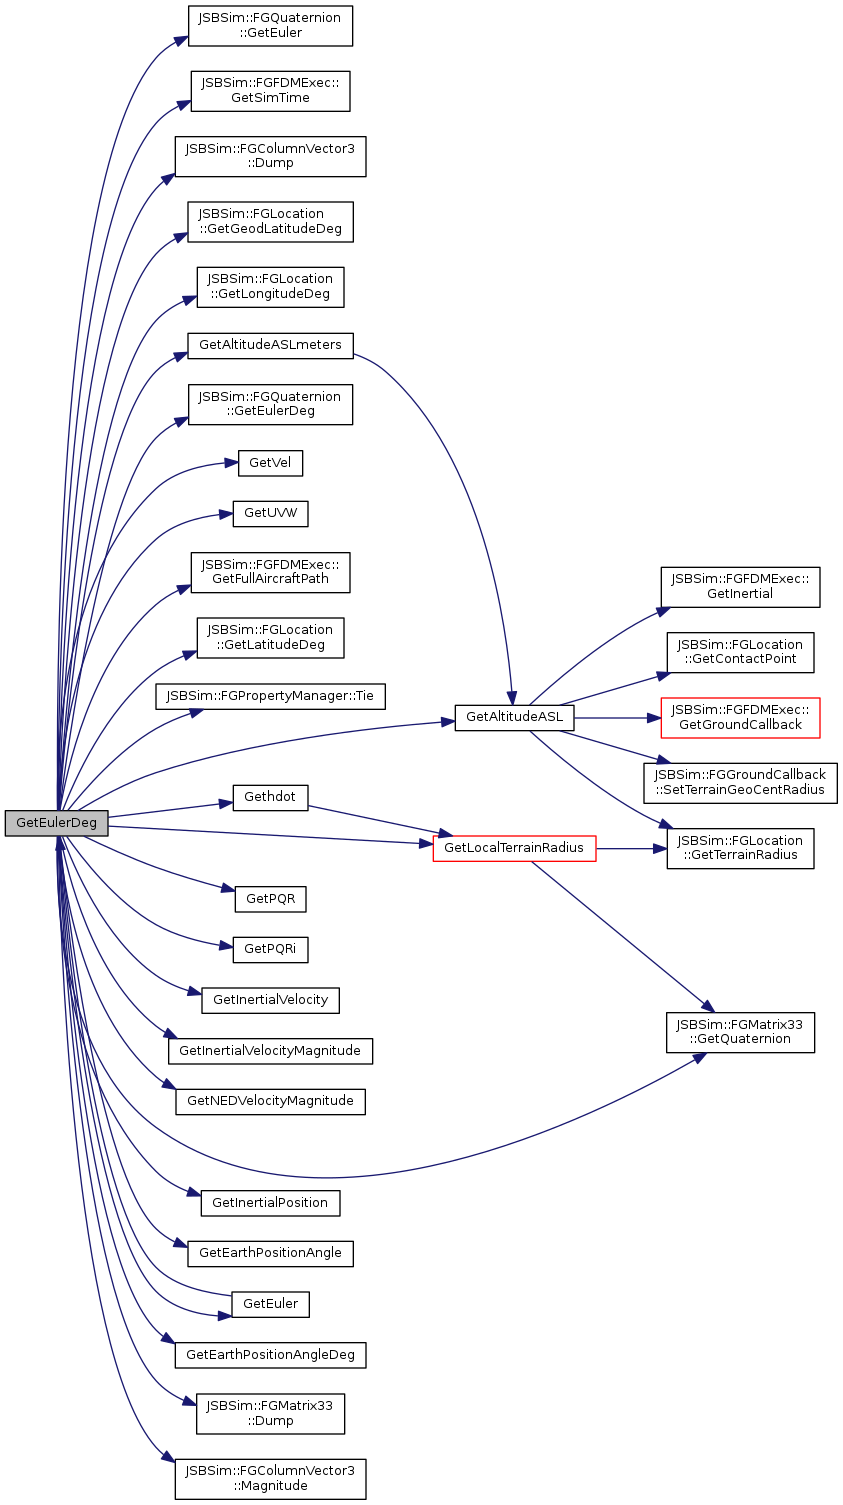 JSBSim::FGQuaternion
::GetEuler
JSBSim::FGFDMExec::
GetSimTime
JSBSim::FGColumnVector3
::Dump
JSBSim::FGLocation
::GetGeodLatitudeDeg
JSBSim::FGLocation
::GetLongitudeDeg
GetAltitudeASLmeters
JSBSim::FGQuaternion
::GetEulerDeg
GetVel
GetUVW
JSBSim::FGFDMExec::
GetFullAircraftPath
JSBSim::FGLocation
::GetLatitudeDeg
JSBSim::FGPropertyManager::Tie
GetAltitudeASL
JSBSim::FGFDMExec::
GetInertial
JSBSim::FGLocation
::GetContactPoint
JSBSim::FGFDMExec::
GetGroundCallback
JSBSim::FGGroundCallback
::SetTerrainGeoCentRadius
JSBSim::FGLocation
::GetTerrainRadius
GetEulerDeg
Gethdot
GetLocalTerrainRadius
GetPQR
GetPQRi
GetInertialVelocity
GetInertialVelocityMagnitude
GetNEDVelocityMagnitude
JSBSim::FGMatrix33
::GetQuaternion
GetInertialPosition
GetEarthPositionAngle
GetEuler
GetEarthPositionAngleDeg
JSBSim::FGMatrix33
::Dump
JSBSim::FGColumnVector3
::Magnitude